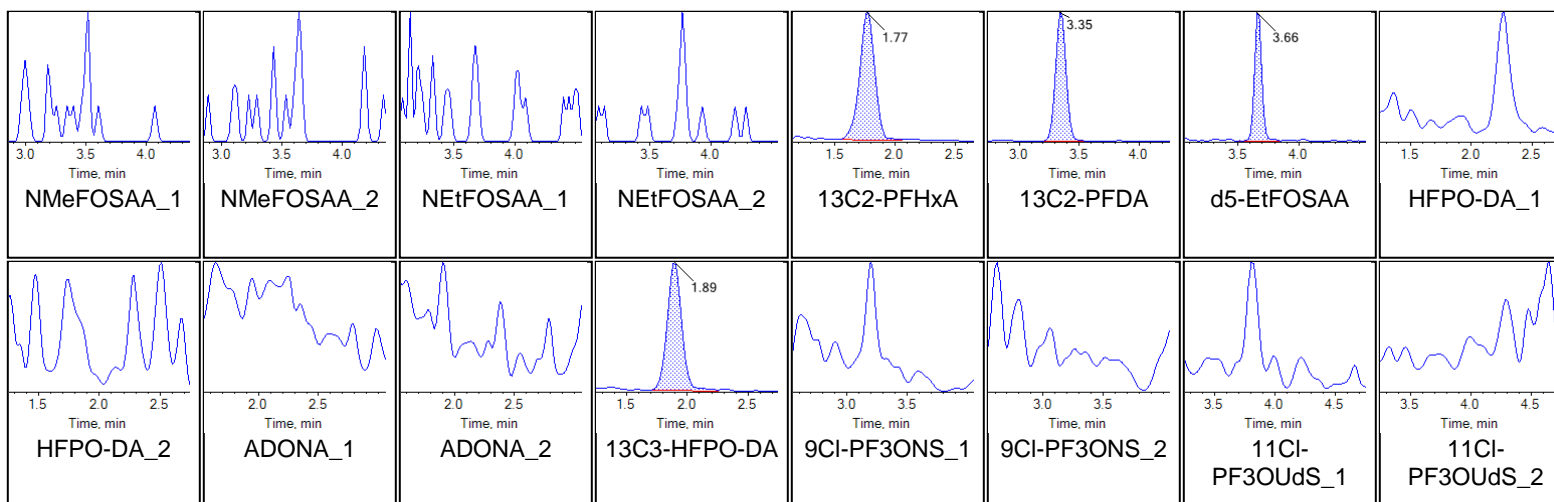 1.77 3.35 3.66
3.0 3.5 4.0 3.0 3.5 4.0 3.5 4.0 3.5 4.0 1.5 2.0 2.5 3.0 3.5 4.0 3.5 4.0 1.5 2.0 2.5
Time, min Time, min Time, min Time, min Time, min Time, min Time, min Time, min
NMeFOSAA_1 NMeFOSAA_2 NEtFOSAA_1 NEtFOSAA_2 13C2-PFHxA 13C2-PFDA d5-EtFOSAA HFPO-DA_1
1.89
1.5 2.0 2.5 2.0 2.5 2.0 2.5 1.5 2.0 2.5 3.0 3.5 3.0 3.5 3.5 4.0 4.5 3.5 4.0 4.5
Time, min Time, min Time, min Time, min Time, min Time, min Time, min Time, min
HFPO-DA_2 ADONA_1 ADONA_2 13C3-HFPO-DA 9Cl-PF3ONS_1 9Cl-PF3ONS_2 11Cl- 11Cl-
PF3OUdS_1 PF3OUdS_2